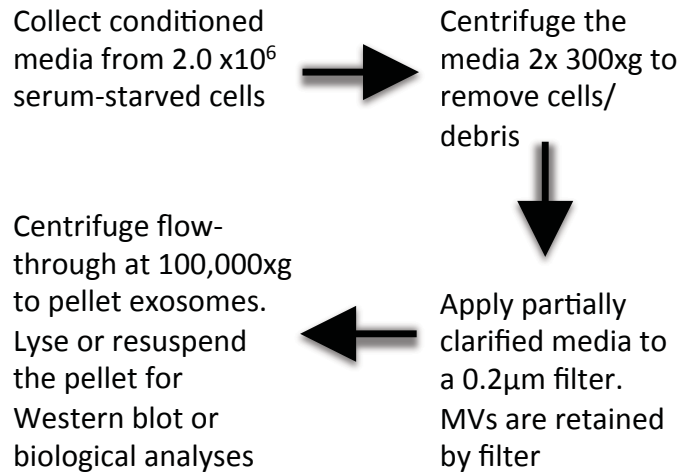 Collect conditioned
media from 2.0 x10⁶
serum-starved cells
Centrifuge the
media 2x 300xg to
remove cells/
debris
Apply partially
clarified media to
a 0.2µm filter.
MVs are retained
by filter
Centrifuge flow-
through at 100,000xg
to pellet exosomes.
Lyse or resuspend
the pellet for
Western blot or
biological analyses